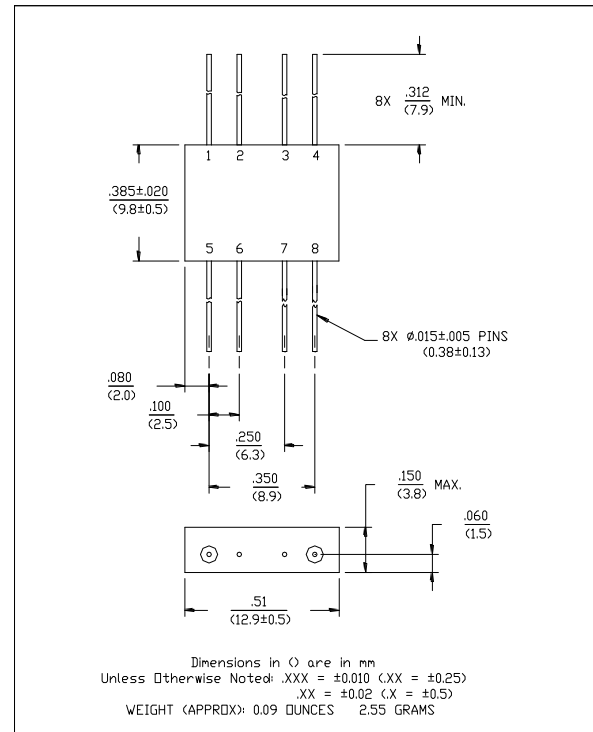 8X .312 MIN.
(7.9)
1 2 3 4
.385±.020
(9.8±0.5)
5 6 7 8
8X Ø.015±.005 PINS
(0.38±0.13)
.080
(2.0)
.100
(2.5)
.250
(6.3)
.350
(8.9)
.150 MAX.
(3.8)
.060
(1.5)
.51
(12.9±0.5)
Dimensions in () are in mm
Unless Otherwise Noted: .XXX = ±0.010 (.XX = ±0.25)
.XX = ±0.02 (.X = ±0.5)
WEIGHT (APPROX): 0.09 OUNCES 2.55 GRAMS